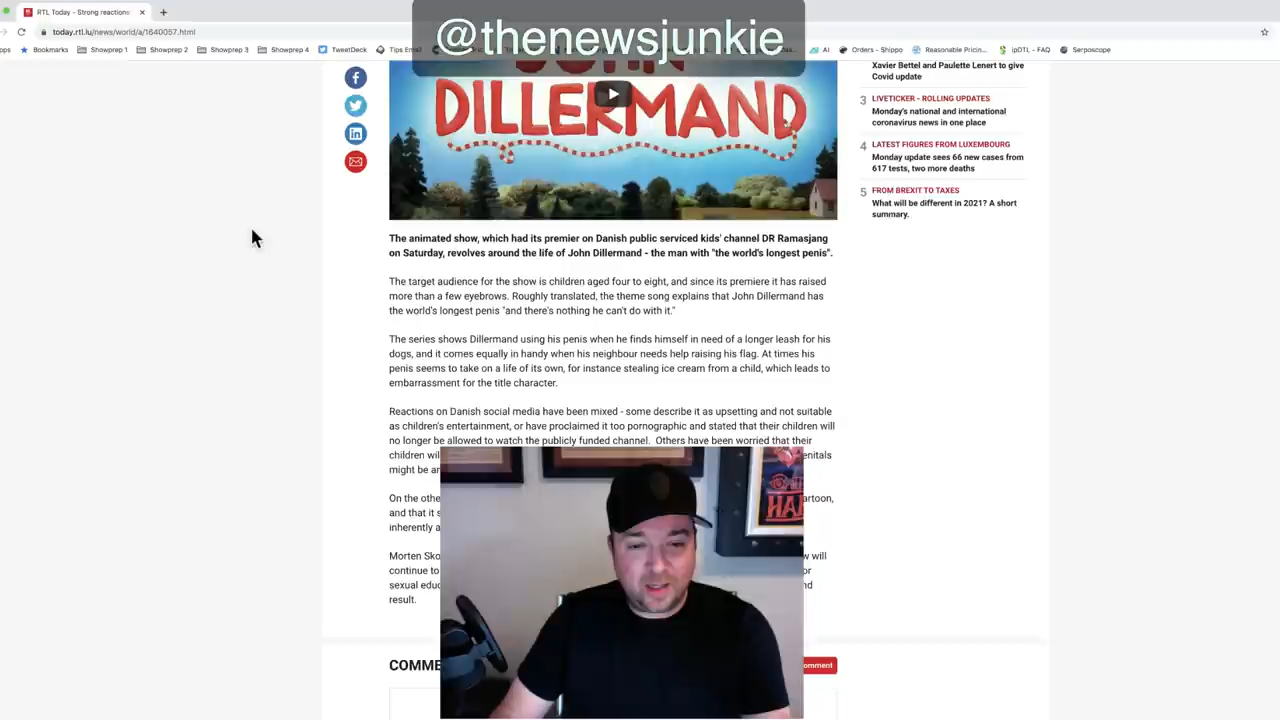 RTL Today - Strong reactions
today.rtl.lu/news/world/a/1640057.html
Bookmarks Showprep 1 Showprep 2 Showprep 3 Showprep 4 TweetDeck Tips Email AI Orders - Shippo Reasonable Pricin... ipDTL - FAQ Serposcope
@thenewsjunkie
JOHN
DILLERMAND
The animated show, which had its premier on Danish public serviced kids' channel DR Ramasjang
on Saturday, revolves around the life of John Dillermand - the man with "the world's longest penis".
The target audience for the show is children aged four to eight, and since its premiere it has raised
more than a few eyebrows. Roughly translated, the theme song explains that John Dillermand has
the world's longest penis "and there's nothing he can't do with it."
The series shows Dillermand using his penis when he finds himself in need of a longer leash for his
dogs, and it comes equally in handy when his neighbour needs help raising his flag. At times his
penis seems to take on a life of its own, for instance stealing ice cream from a child, which leads to
embarrassment for the title character.
Reactions on Danish social media have been mixed - some describe it as upsetting and not suitable
as children's entertainment, or have proclaimed it too pornographic and stated that their children will
no longer be allowed to watch the publicly funded channel. Others have been worried that their
children wil enitals
might be an
On the othe artoon,
and that it s
inherently a
Morten Sko w will
continue to or
sexual educ nd
result.
COMME omment
Xavier Bettel and Paulette Lenert to give
Covid update
3 LIVETICKER - ROLLING UPDATES
Monday's national and international
coronavirus news in one place
4 LATEST FIGURES FROM LUXEMBOURG
Monday update sees 66 new cases from
617 tests, two more deaths
5 FROM BREXIT TO TAXES
What will be different in 2021? A short
summary.